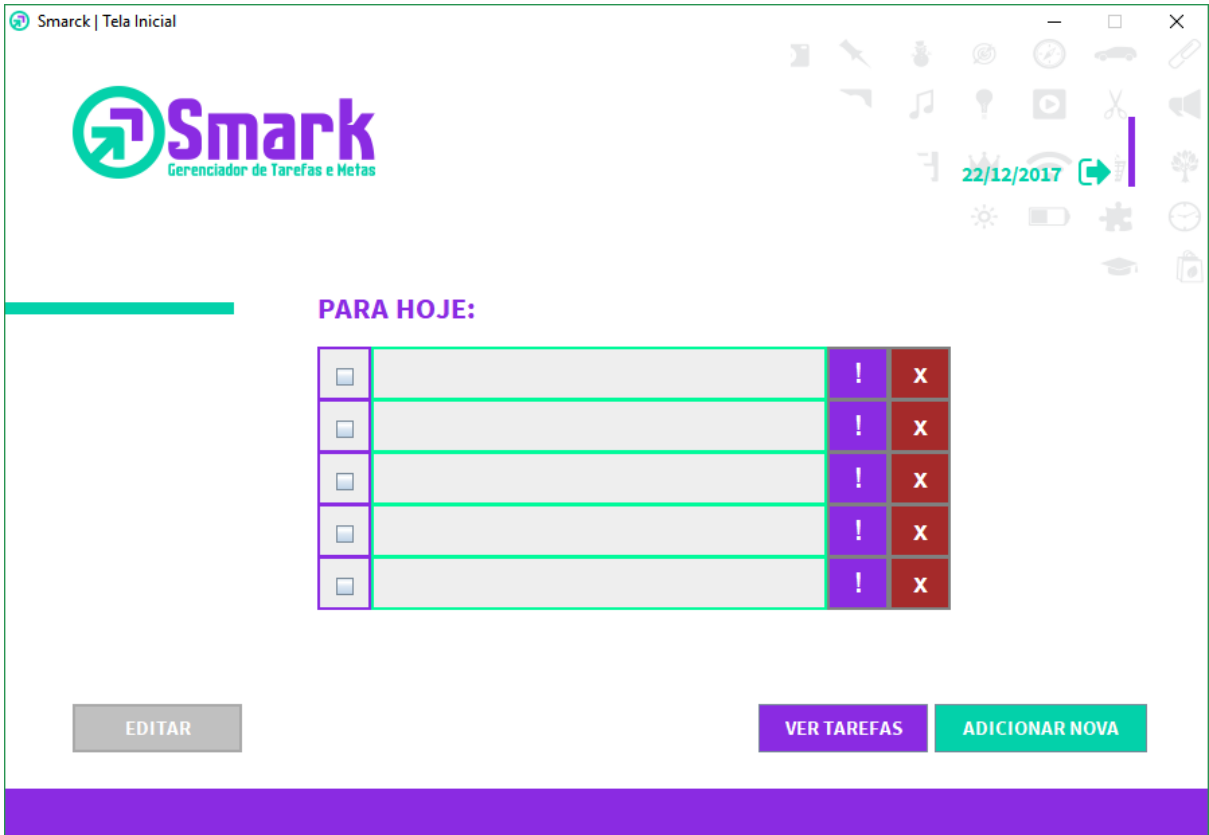 Smarck | Tela Inicial
Smark
Gerenciador de Tarefas e Metas
22/12/2017
PARA HOJE:
! x
! x
! x
! x
! x
EDITAR
VER TAREFAS
ADICIONAR NOVA